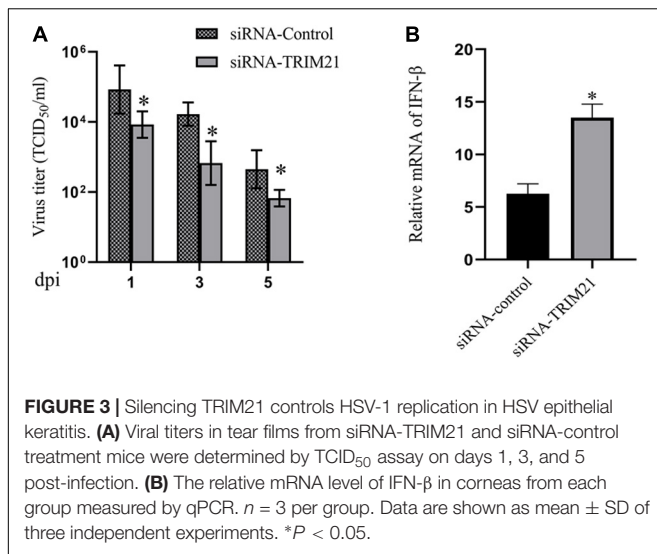 A
siRNA-Control
siRNA-TRIM21
Virus titer (TCID50/ml)
10^6
10^4
10^2
10^0
*
*
*
dpi 1 3 5
B
Relative mRNA of IFN-β
20
15
10
5
0
*
siRNA-control
siRNA-TRIM21
FIGURE 3 | Silencing TRIM21 controls HSV-1 replication in HSV epithelial
keratitis. (A) Viral titers in tear films from siRNA-TRIM21 and siRNA-control
treatment mice were determined by TCID50 assay on days 1, 3, and 5
post-infection. (B) The relative mRNA level of IFN-β in corneas from each
group measured by qPCR. n = 3 per group. Data are shown as mean ± SD of
three independent experiments. *P < 0.05.